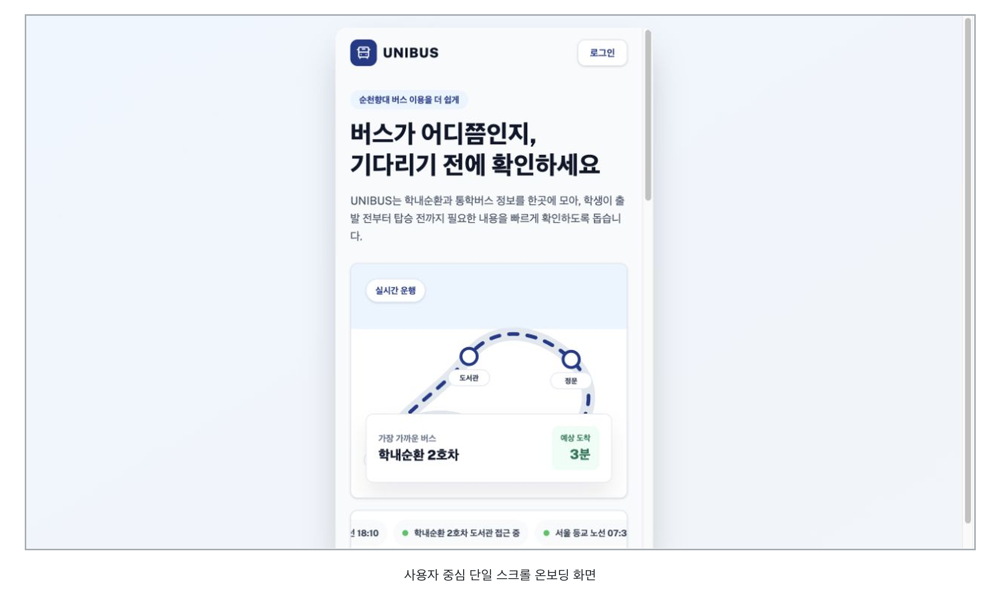 UNIBUS
로그인
순천향대 버스 이용을 더 쉽게
버스가 어디쯤인지,
기다리기 전에 확인하세요
UNIBUS는 학내순환과 통학버스 정보를 한곳에 모아, 학생이 출
발 전부터 탑승 전까지 필요한 내용을 빠르게 확인하도록 돕습니
다.
실시간 운행
도서관
정문
가장 가까운 버스
학내순환 2호차
예상 도착
3분
18:10
학내순환 2호차 도서관 접근 중
서울 등교 노선 07:3
사용자 중심 단일 스크롤 온보딩 화면